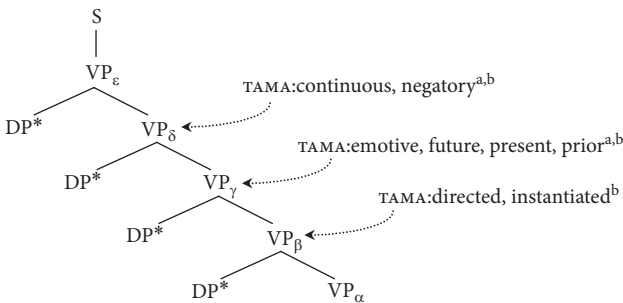 S
VPε
TAMA:continuous, negatoryᵃ,ᵇ
DP*
VPδ
TAMA:emotive, future, present, priorᵃ,ᵇ
DP*
VPγ
TAMA:directed, instantiatedᵇ
DP*
VPβ
DP*
VPα